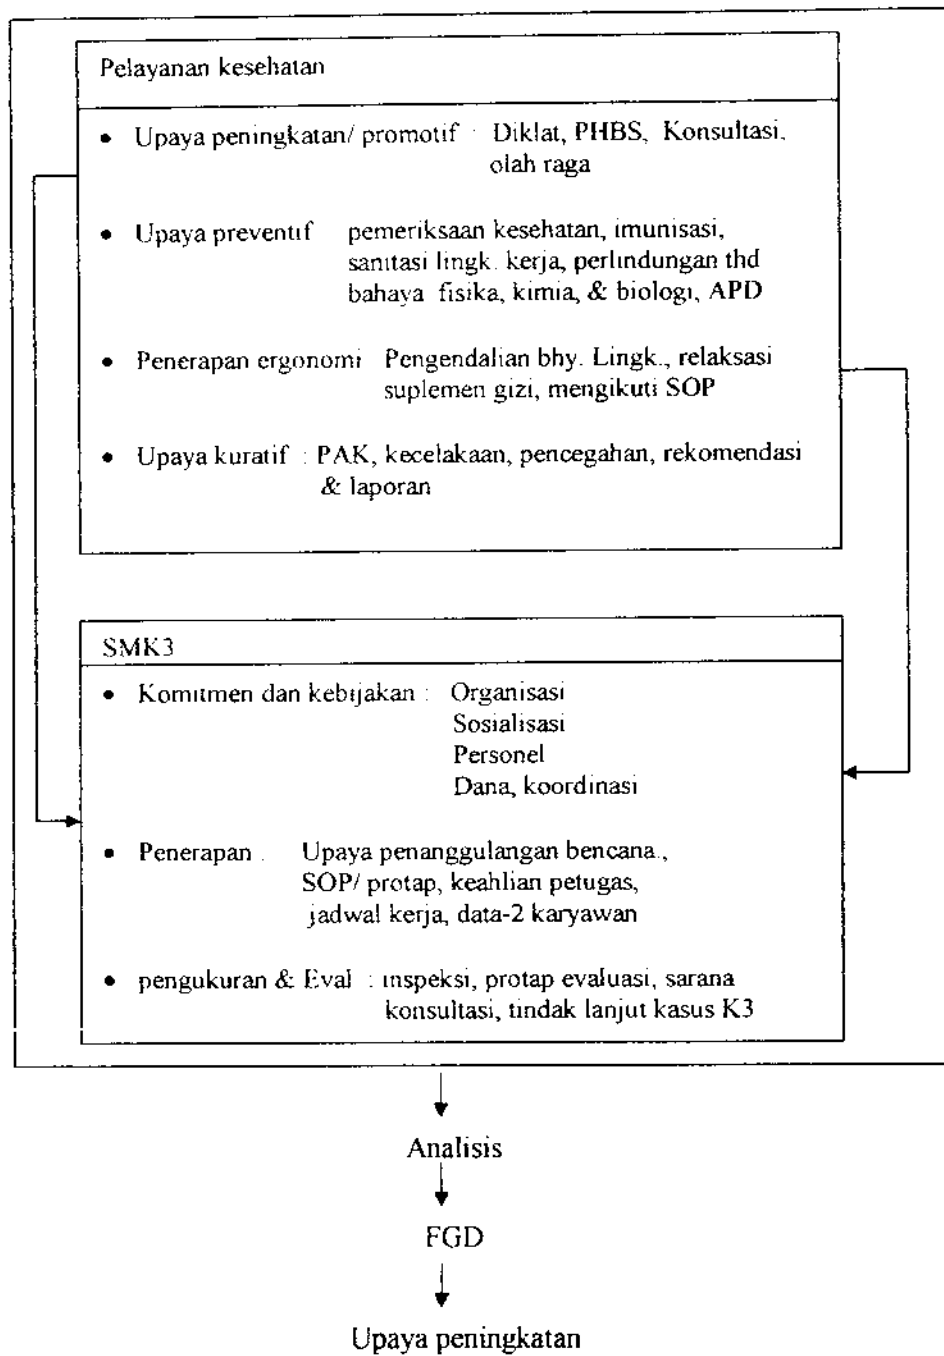 Pelayanan kesehatan
• Upaya peningkatan/ promotif : Diklat, PHBS, Konsultasi,
olah raga
• Upaya preventif pemeriksaan kesehatan, imunisasi,
sanitasi lingk. kerja, perlindungan thd
bahaya fisika, kimia, & biologi, APD
• Penerapan ergonomi Pengendalian bhy. Lingk., relaksasi
suplemen gizi, mengikuti SOP
• Upaya kuratif : PAK, kecelakaan, pencegahan, rekomendasi
& laporan
SMK3
• Komitmen dan kebijakan : Organisasi
Sosialisasi
Personel
Dana, koordinasi
• Penerapan : Upaya penanggulangan bencana.,
SOP/ protap, keahlian petugas,
jadwal kerja, data-2 karyawan
• pengukuran & Eval : inspeksi, protap evaluasi, sarana
konsultasi, tindak lanjut kasus K3
Analisis
FGD
Upaya peningkatan